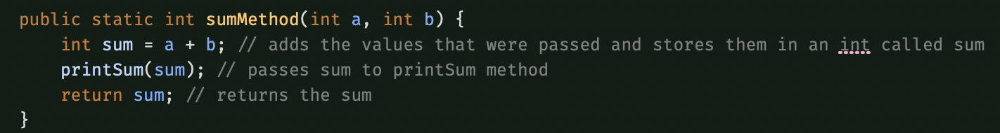 public static int sumMethod(int a, int b) {
    int sum = a + b; // adds the values that were passed and stores them in an int called sum
    printSum(sum); // passes sum to printSum method
    return sum; // returns the sum
}